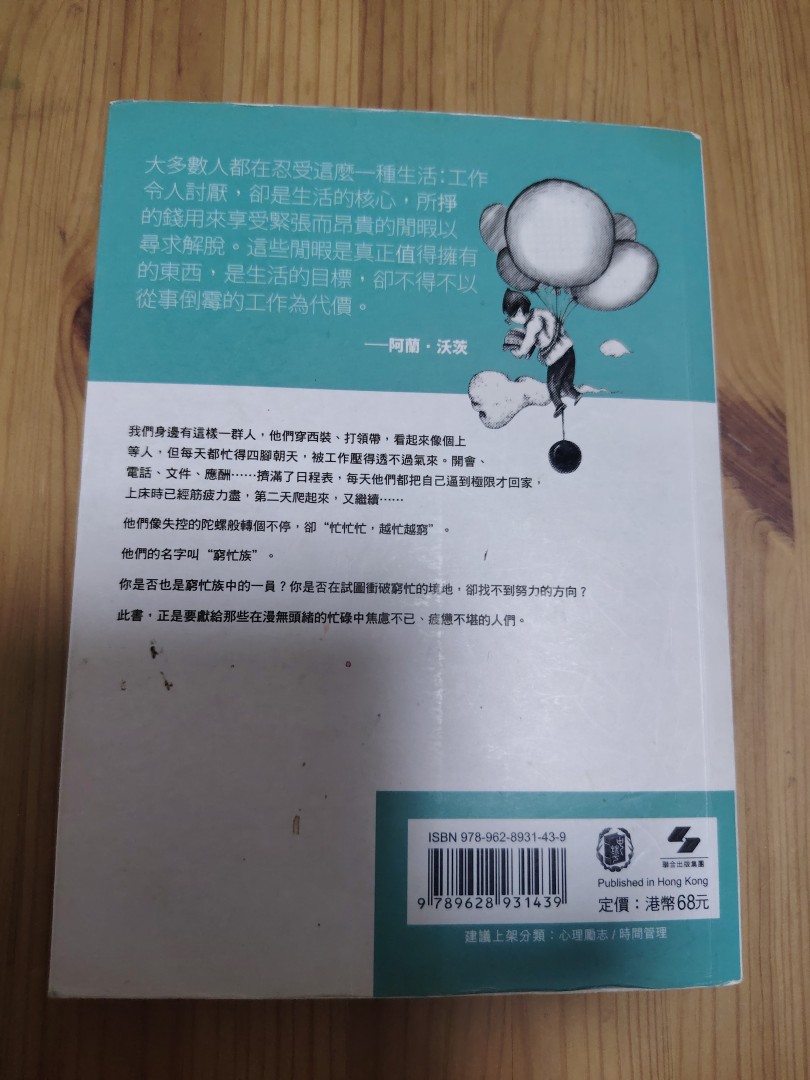 大多數人都在忍受這麼一種生活：工作
令人討厭，卻是生活的核心，所掙
的錢用來享受緊張而昂貴的閒暇以
尋求解脫。這些閒暇是真正值得擁有
的東西，是生活的目標，卻不得不以
從事倒霉的工作為代價。
──阿蘭·沃茨
我們身邊有這樣一群人，他們穿西裝、打領帶，看起來像個上
等人，但每天都忙得四腳朝天，被工作壓得透不過氣來。開會、
電話、文件、應酬……擠滿了日程表，每天他們都把自己逼到極限才回家，
上床時已經筋疲力盡，第二天爬起來，又繼續……
他們像失控的陀螺般轉個不停，卻“忙忙忙，越忙越窮”。
他們的名字叫“窮忙族”。
你是否也是窮忙族中的一員？你是否在試圖衝破窮忙的境地，卻找不到努力的方向？
此書，正是要獻給那些在漫無頭緒的忙碌中焦慮不已、疲憊不堪的人們。
ISBN 978-962-8931-43-9
9 789628 931439
聯合出版集團
Published in Hong Kong
定價：港幣68元
建議上架分類：心理勵志/時間管理